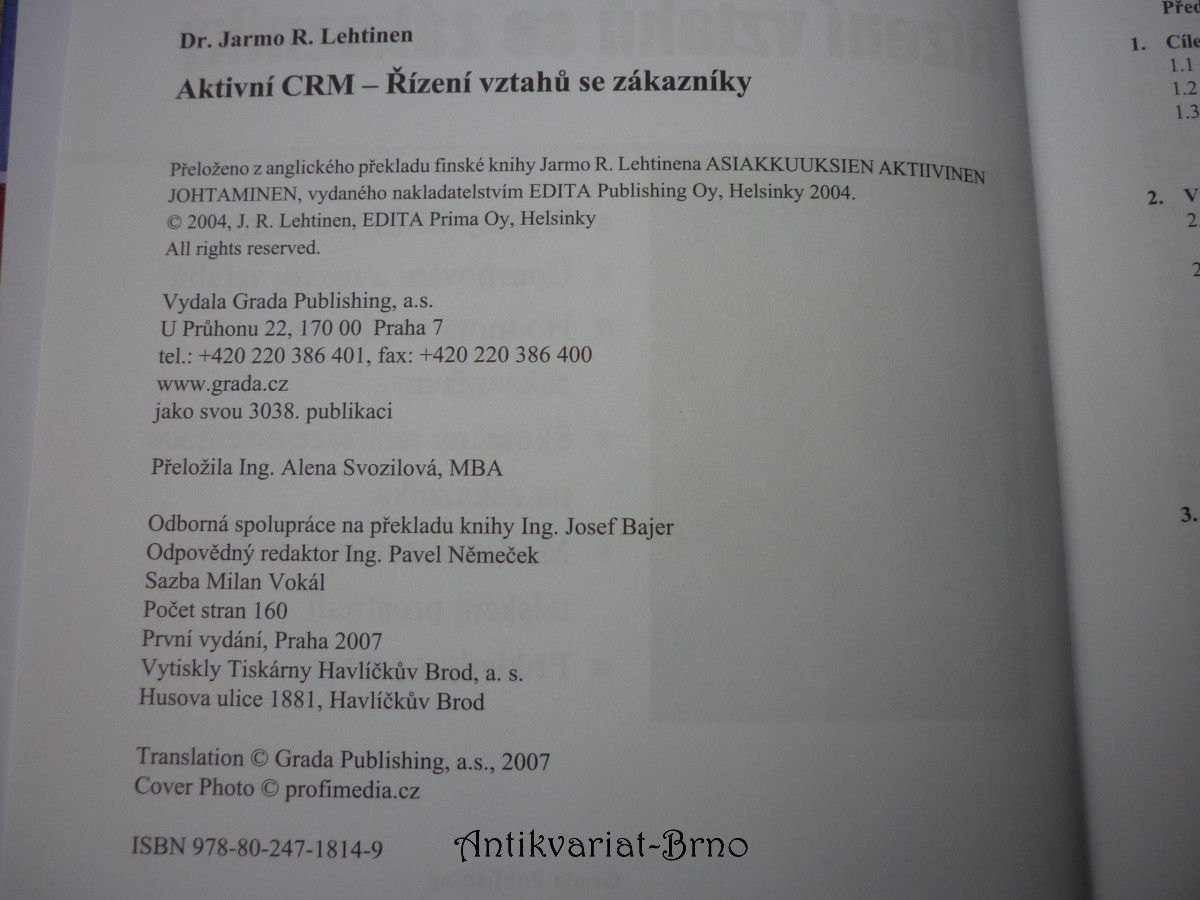 Dr. Jarmo R. Lehtinen
Aktivní CRM – Řízení vztahů se zákazníky
Přeloženo z anglického překladu finské knihy Jarmo R. Lehtinena ASIAKKUUKSIEN AKTIIVINEN
JOHTAMINEN, vydaného nakladatelstvím EDITA Publishing Oy, Helsinky 2004.
© 2004, J. R. Lehtinen, EDITA Prima Oy, Helsinky
All rights reserved.
Vydala Grada Publishing, a.s.
U Průhonu 22, 170 00 Praha 7
tel.: +420 220 386 401, fax: +420 220 386 400
www.grada.cz
jako svou 3038. publikaci
Přeložila Ing. Alena Svozilová, MBA
Odborná spolupráce na překladu knihy Ing. Josef Bajer
Odpovědný redaktor Ing. Pavel Němeček
Sazba Milan Vokál
Počet stran 160
První vydání, Praha 2007
Vytiskly Tiskárny Havlíčkův Brod, a. s.
Husova ulice 1881, Havlíčkův Brod
Translation © Grada Publishing, a.s., 2007
Cover Photo © profimedia.cz
ISBN 978-80-247-1814-9
Antikvariat-Brno
1.
1.1
1.2
1.3
2.
3.